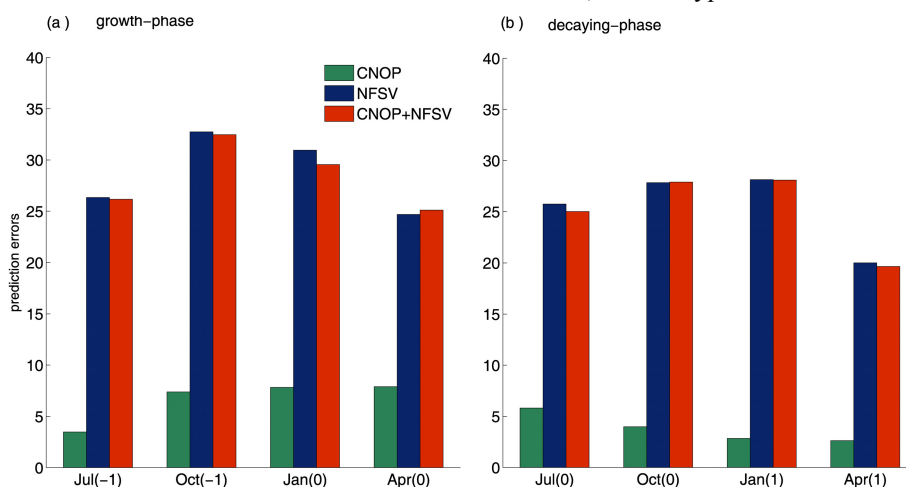 (a ) growth-phase
40
35
30
25
20
15
10
5
0
prediction errors
CNOP
NFSV
CNOP+NFSV
Jul(-1) Oct(-1) Jan(0) Apr(0)
(b ) decaying-phase
40
35
30
25
20
15
10
5
0
Jul(0) Oct(0) Jan(1) Apr(1)